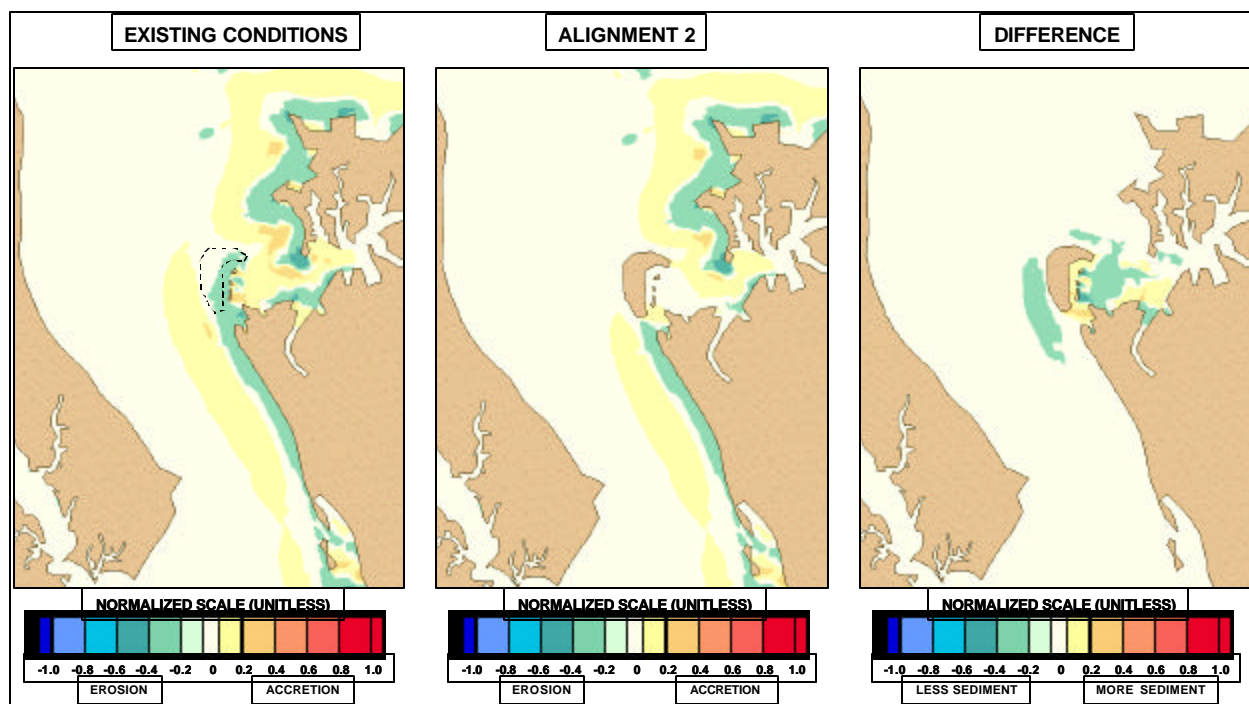 EXISTING CONDITIONS
ALIGNMENT 2
DIFFERENCE
NORMALIZED SCALE (UNITLESS)
-1.0 -0.8 -0.6 -0.4 -0.2 0 0.2 0.4 0.6 0.8 1.0
EROSION ACCRETION
NORMALIZED SCALE (UNITLESS)
-1.0 -0.8 -0.6 -0.4 -0.2 0 0.2 0.4 0.6 0.8 1.0
EROSION ACCRETION
NORMALIZED SCALE (UNITLESS)
-1.0 -0.8 -0.6 -0.4 -0.2 0 0.2 0.4 0.6 0.8 1.0
LESS SEDIMENT MORE SEDIMENT